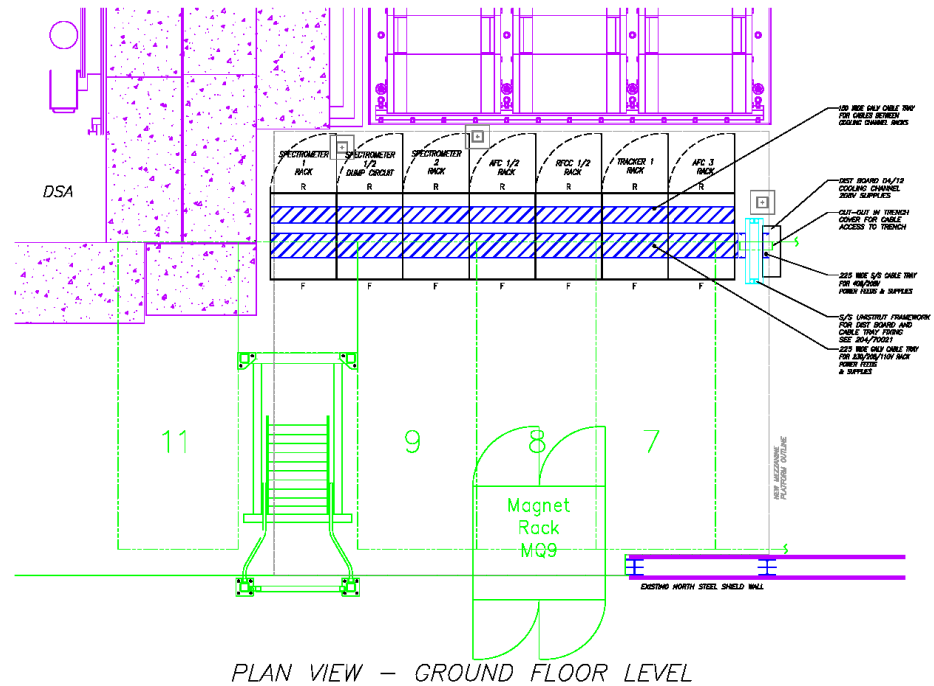 150 WIDE GALV CABLE TRAY
FOR CABLES BETWEEN
COOLING CHANNEL RACKS
SPECTROMETER
1
RACK
SPECTROMETER
1/2
DUMP CIRCUIT
SPECTROMETER
2
RACK
AFC 1/2
RACK
RFCC 1/2
RACK
TRACKER 1
RACK
AFC 3
RACK
R R R R R R R
DSA
DIST BOARD 04/12
COOLING CHANNEL
208V SUPPLIES
CUT-OUT IN TRENCH
COVER FOR CABLE
ACCESS TO TRENCH
F F F F F F F
225 WIDE S/S CABLE TRAY
FOR 400/208V
POWER FEEDS & SUPPLIES
S/S UNISTRUT FRAMEWORK
FOR DIST BOARD AND
CABLE TRAY FIXING
SEE 204/70021
225 WIDE GALV CABLE TRAY
FOR 230/208/110V RACK
POWER FEEDS
& SUPPLIES
11
9
8
7
NEW MEZZANINE
PLATFORM OUTLINE
Magnet
Rack
MQ9
EXISTING NORTH STEEL SHIELD WALL
PLAN VIEW - GROUND FLOOR LEVEL